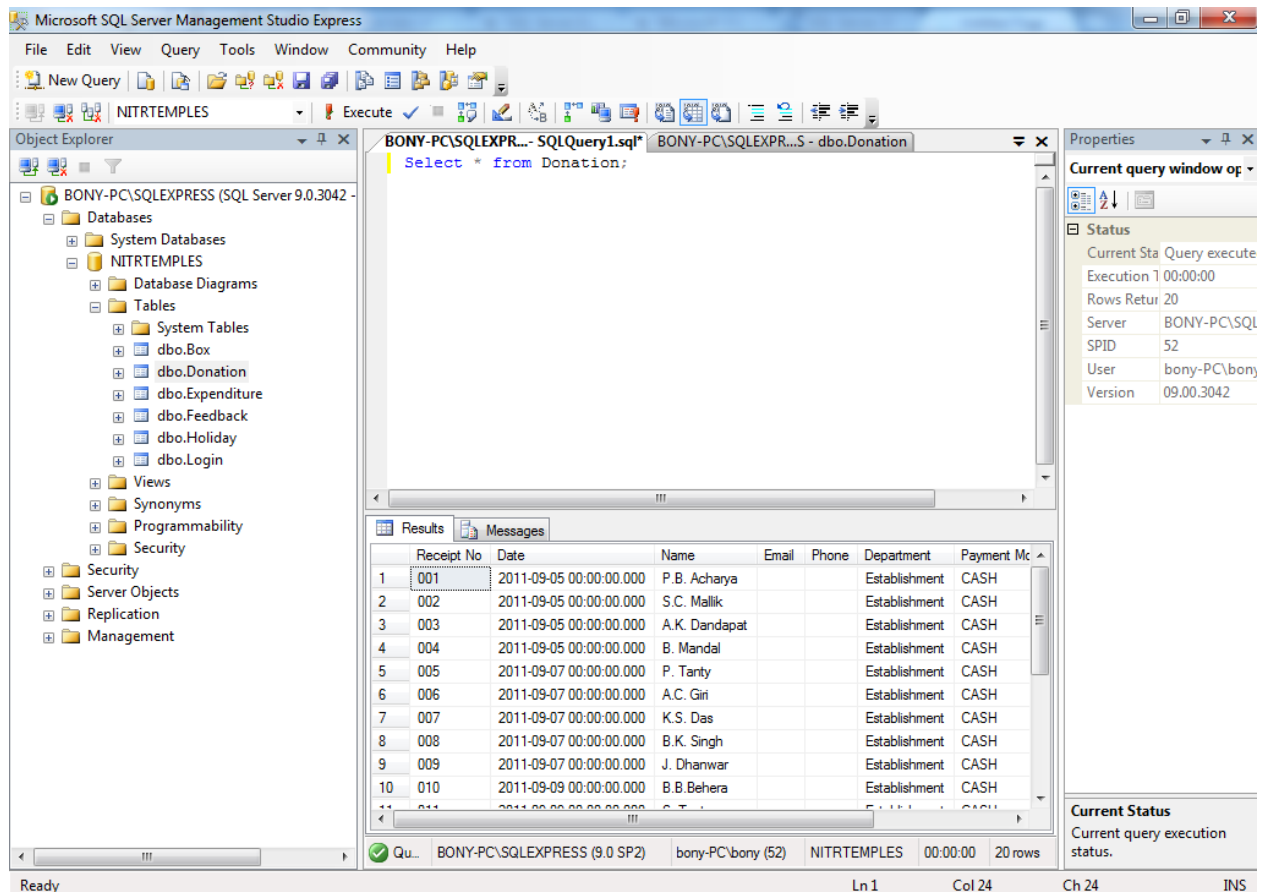 Microsoft SQL Server Management Studio Express
File Edit View Query Tools Window Community Help
New Query
NITRTEMPLES Execute
Object Explorer
BONY-PC\SQLEXPRESS (SQL Server 9.0.3042 -
Databases
System Databases
NITRTEMPLES
Database Diagrams
Tables
System Tables
dbo.Box
dbo.Donation
dbo.Expenditure
dbo.Feedback
dbo.Holiday
dbo.Login
Views
Synonyms
Programmability
Security
Security
Server Objects
Replication
Management
BONY-PC\SQLEXPR...- SQLQuery1.sql* BONY-PC\SQLEXPR...S - dbo.Donation
Select * from Donation;
Results Messages
Receipt No Date Name Email Phone Department Payment Mc
1 001 2011-09-05 00:00:00.000 P.B. Acharya Establishment CASH
2 002 2011-09-05 00:00:00.000 S.C. Mallik Establishment CASH
3 003 2011-09-05 00:00:00.000 A.K. Dandapat Establishment CASH
4 004 2011-09-05 00:00:00.000 B. Mandal Establishment CASH
5 005 2011-09-07 00:00:00.000 P. Tanty Establishment CASH
6 006 2011-09-07 00:00:00.000 A.C. Giri Establishment CASH
7 007 2011-09-07 00:00:00.000 K.S. Das Establishment CASH
8 008 2011-09-07 00:00:00.000 B.K. Singh Establishment CASH
9 009 2011-09-07 00:00:00.000 J. Dhanwar Establishment CASH
10 010 2011-09-09 00:00:00.000 B.B.Behera Establishment CASH
Qu... BONY-PC\SQLEXPRESS (9.0 SP2) bony-PC\bony (52) NITRTEMPLES 00:00:00 20 rows
Properties
Current query window op
Status
Current Sta Query execute
Execution T 00:00:00
Rows Retur 20
Server BONY-PC\SQL
SPID 52
User bony-PC\bony
Version 09.00.3042
Current Status
Current query execution
status.
Ready Ln 1 Col 24 Ch 24 INS